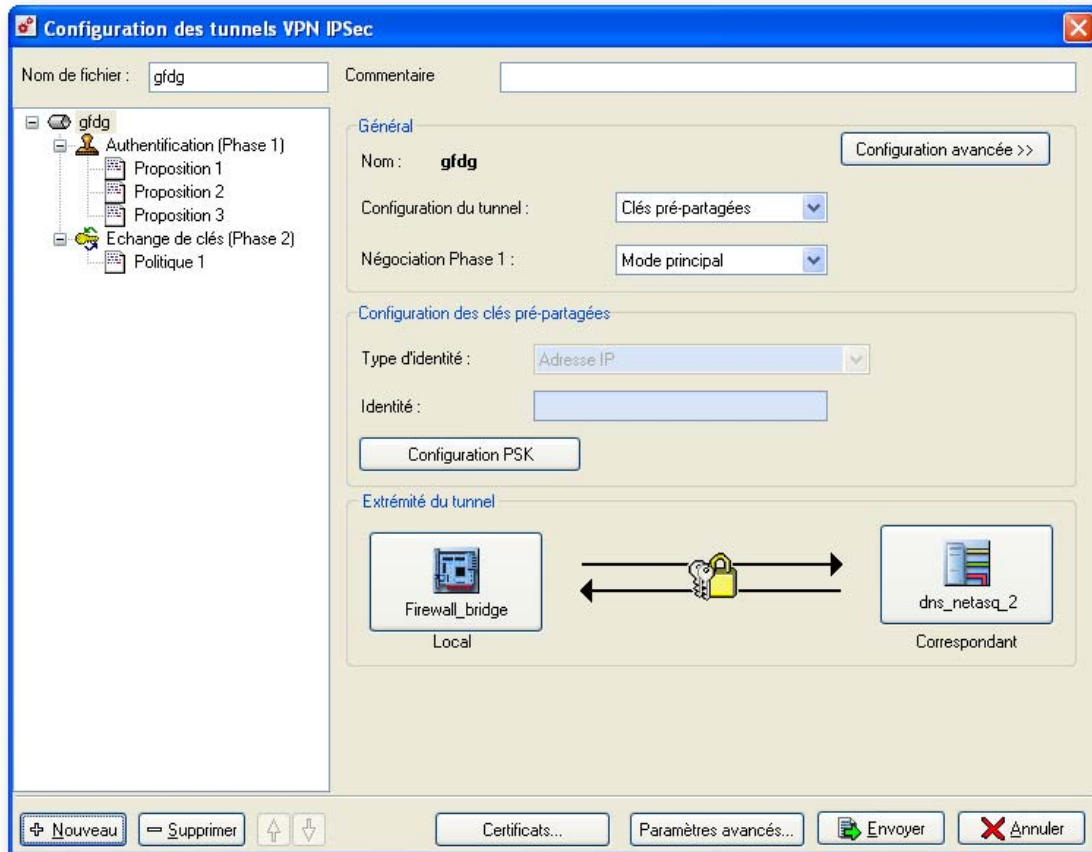 Configuration des tunnels VPN IPSec
Nom de fichier : gfdg Commentaire
gfdg
Authentification (Phase 1)
Proposition 1
Proposition 2
Proposition 3
Echange de clés (Phase 2)
Politique 1
Général
Nom : gfdg
Configuration avancée >>
Configuration du tunnel : Clés pré-partagées
Négociation Phase 1 : Mode principal
Configuration des clés pré-partagées
Type d'identité : Adresse IP
Identité :
Configuration PSK
Extrémité du tunnel
Firewall_bridge
Local
dns_netasq_2
Correspondant
Nouveau Supprimer Certificats... Paramètres avancés... Envoyer Annuler